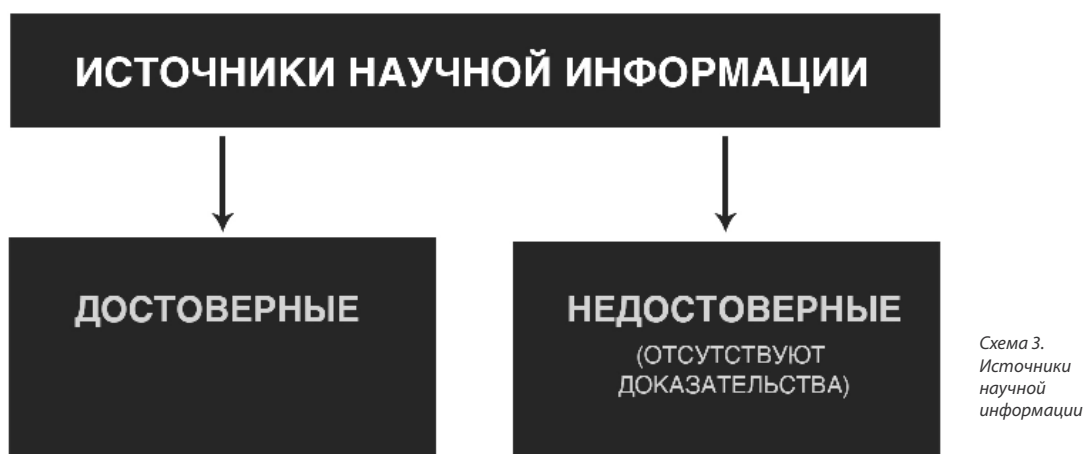 ИСТОЧНИКИ НАУЧНОЙ ИНФОРМАЦИИ
ДОСТОВЕРНЫЕ
НЕДОСТОВЕРНЫЕ
(ОТСУТСТВУЮТ
ДОКАЗАТЕЛЬСТВА)
Схема 3.
Источники
научной
информации